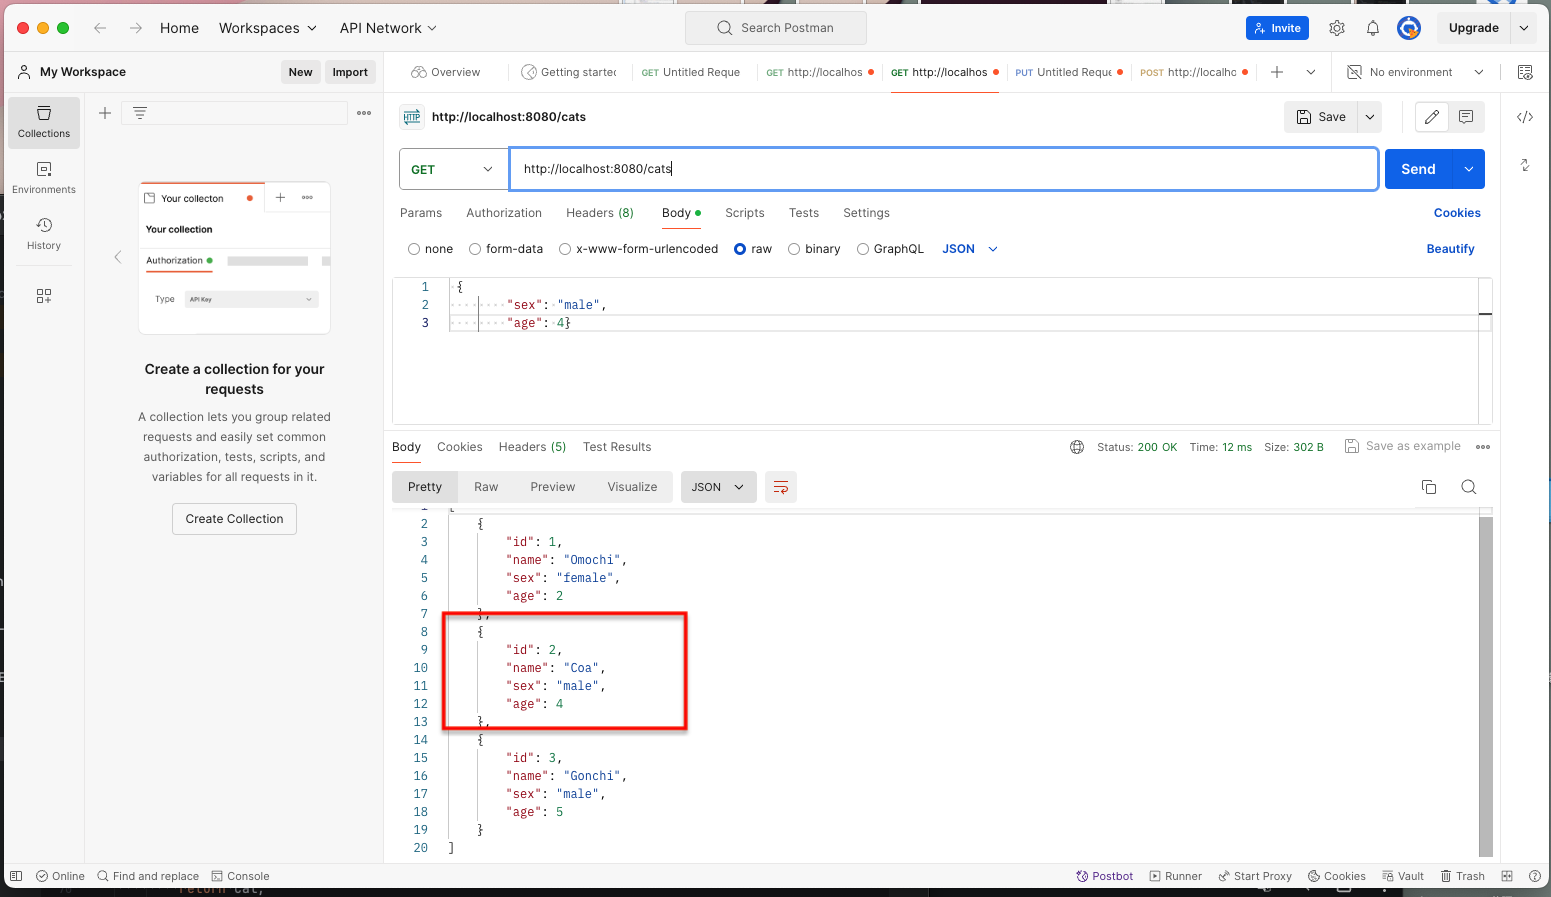 Home
Workspaces
API Network
Search Postman
Invite
Upgrade
My Workspace
New
Import
Overview
Getting started
GET Untitled Reque
GET http://localhos
GET http://localhos
PUT Untitled Reque
POST http://localho
No environment
Collections
Environments
History
Your collecton
Your collection
Authorization
Type
API Key
Create a collection for your
requests
A collection lets you group related
requests and easily set common
authorization, tests, scripts, and
variables for all requests in it.
Create Collection
HTTP
http://localhost:8080/cats
Save
GET
http://localhost:8080/cats
Send
Params
Authorization
Headers (8)
Body
Scripts
Tests
Settings
Cookies
none
form-data
x-www-form-urlencoded
raw
binary
GraphQL
JSON
Beautify
1 {
2 "sex": "male",
3 "age": 4}
Body
Cookies
Headers (5)
Test Results
Status: 200 OK
Time: 12 ms
Size: 302 B
Save as example
Pretty
Raw
Preview
Visualize
JSON
2 {
3 "id": 1,
4 "name": "Omochi",
5 "sex": "female",
6 "age": 2
7 },
8 {
9 "id": 2,
10 "name": "Coa",
11 "sex": "male",
12 "age": 4
13 },
14 {
15 "id": 3,
16 "name": "Gonchi",
17 "sex": "male",
18 "age": 5
19 }
20 ]
Online
Find and replace
Console
Postbot
Runner
Start Proxy
Cookies
Vault
Trash